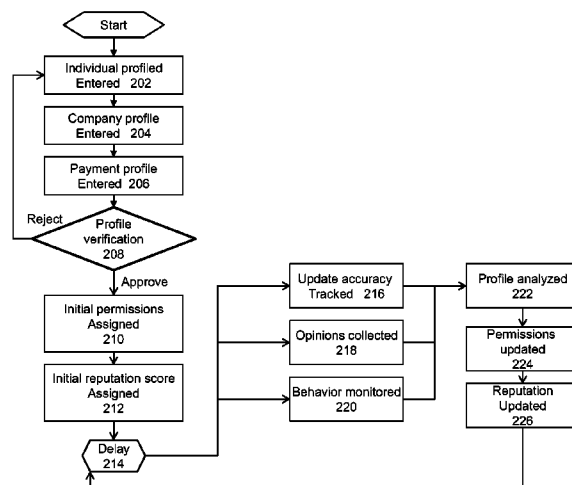 Start
Individual profiled
Entered 202
Company profile
Entered 204
Payment profile
Entered 206
Reject
Profile
verification
208
Approve
Initial permissions
Assigned
210
Initial reputation score
Assigned
212
Delay
214
Update accuracy
Tracked 216
Opinions collected
218
Behavior monitored
220
Profile analyzed
222
Permissions
updated
224
Reputation
Updated
226